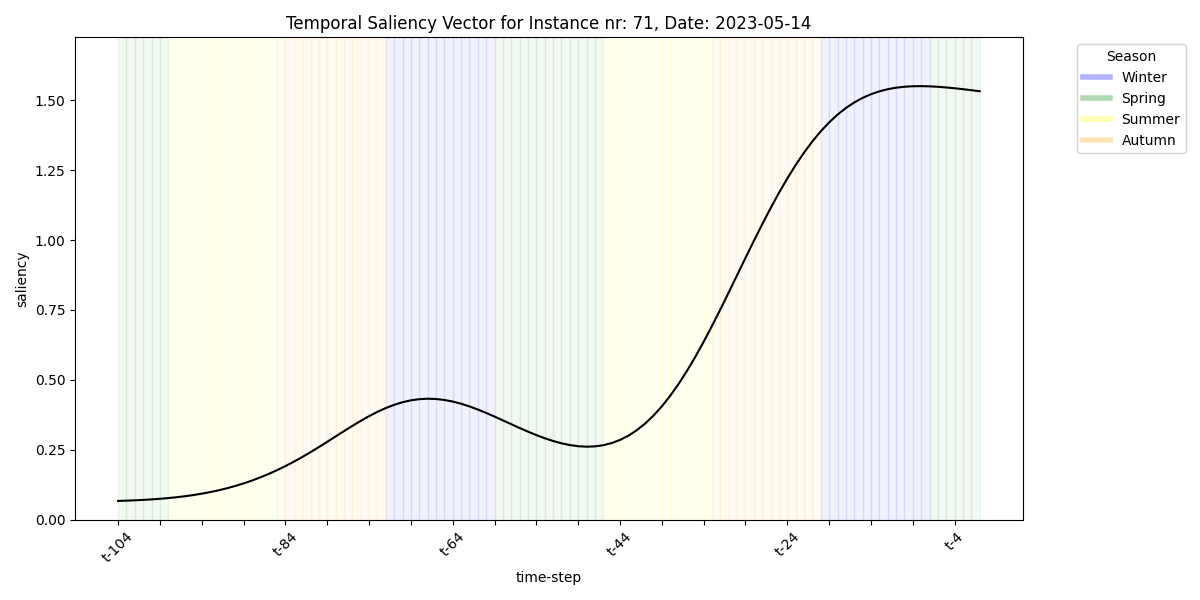 Temporal Saliency Vector for Instance nr: 71, Date: 2023-05-14
Season
Winter
Spring
Summer
Autumn
saliency
1.50
1.25
1.00
0.75
0.50
0.25
0.00
t-104 t-84 t-64 t-44 t-24 t-4
time-step